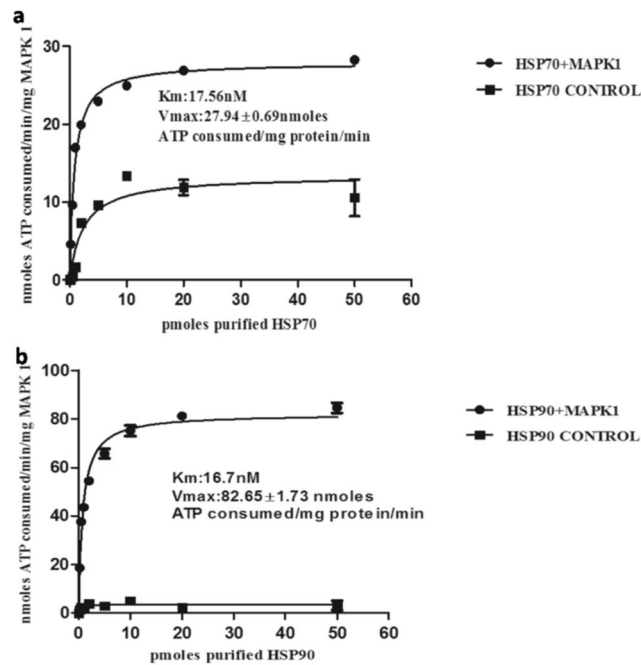 a
nmoles ATP consumed/min/mg MAPK 1
30
20
10
0
Km:17.56nM
Vmax:27.94±0.69nmoles
ATP consumed/mg protein/min
0 10 20 30 40 50 60
pmoles purified HSP70
HSP70+MAPK1
HSP70 CONTROL
b
nmoles ATP consumed/min/mg MAPK 1
100
80
60
40
20
0
Km:16.7nM
Vmax:82.65±1.73 nmoles
ATP consumed/mg protein/min
0 10 20 30 40 50 60
pmoles purified HSP90
HSP90+MAPK1
HSP90 CONTROL